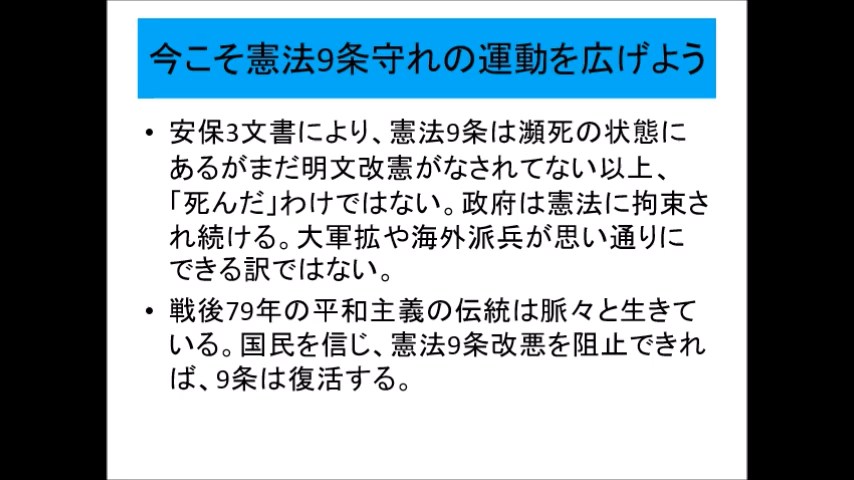 今こそ憲法9条守れの運動を広げよう
• 安保3文書により、憲法9条は瀕死の状態に
あるがまだ明文改憲がなされてない以上、
「死んだ」わけではない。政府は憲法に拘束さ
れ続ける。大軍拡や海外派兵が思い通りに
できる訳ではない。
• 戦後79年の平和主義の伝統は脈々と生きて
いる。国民を信じ、憲法9条改悪を阻止できれ
ば、9条は復活する。